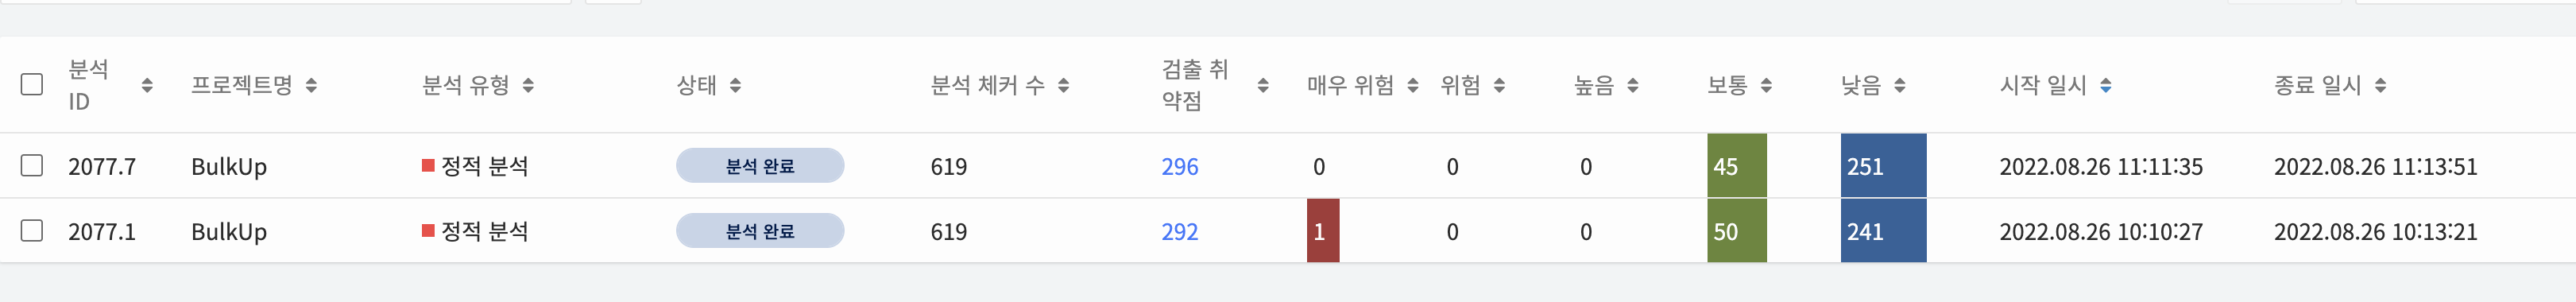 분석 ID 프로젝트명 분석 유형 상태 분석 체커 수 검출 취약점 매우 위험 위험 높음 보통 낮음 시작 일시 종료 일시
2077.7 BulkUp 정적 분석 분석 완료 619 296 0 0 0 45 251 2022.08.26 11:11:35 2022.08.26 11:13:51
2077.1 BulkUp 정적 분석 분석 완료 619 292 1 0 0 50 241 2022.08.26 10:10:27 2022.08.26 10:13:21